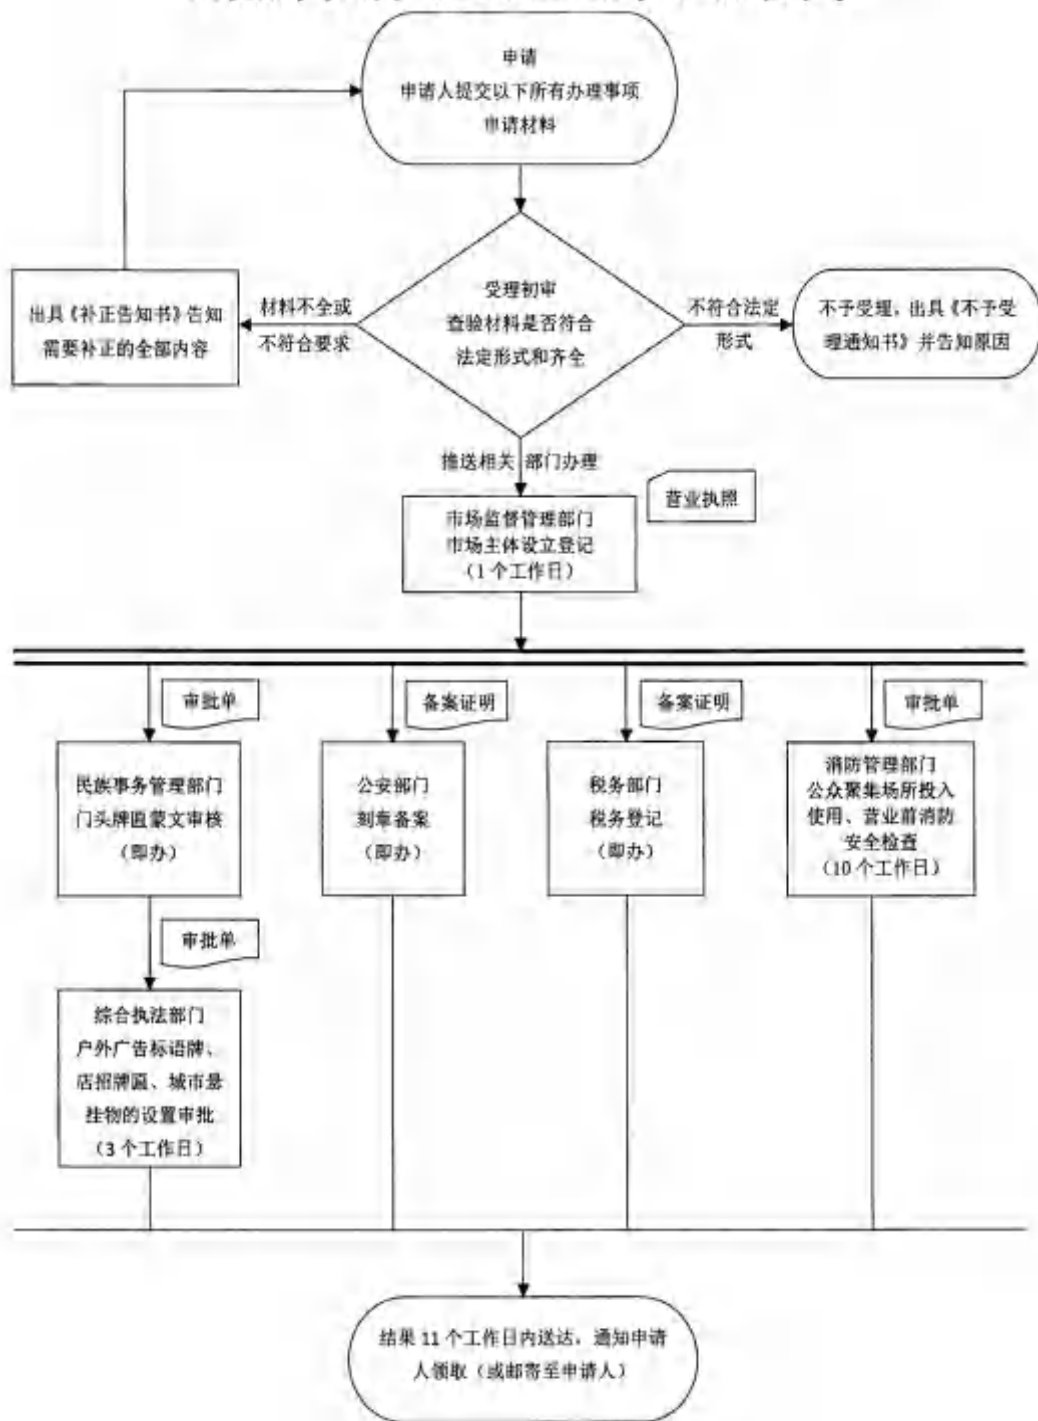 申请
申请人提交以下所有办理事项
申请材料
受理初审
查验材料是否符合
法定形式和齐全
材料不全或
不符合要求
出具《补正告知书》告知
需要补正的全部内容
不符合法定
形式
不予受理，出具《不予受
理通知书》并告知原因
推送相关 部门办理
营业执照
市场监督管理部门
市场主体设立登记
（1 个工作日）
审批单
备案证明
备案证明
审批单
民族事务管理部门
门头牌匾蒙文审核
（即办）
公安部门
刻章备案
（即办）
税务部门
税务登记
（即办）
消防管理部门
公众聚集场所投入
使用、营业前消防
安全检查
（10 个工作日）
审批单
综合执法部门
户外广告标语牌、
店招牌匾、城市悬
挂物的设置审批
（3 个工作日）
结果 11 个工作日内送达，通知申请
人领取（或邮寄至申请人）